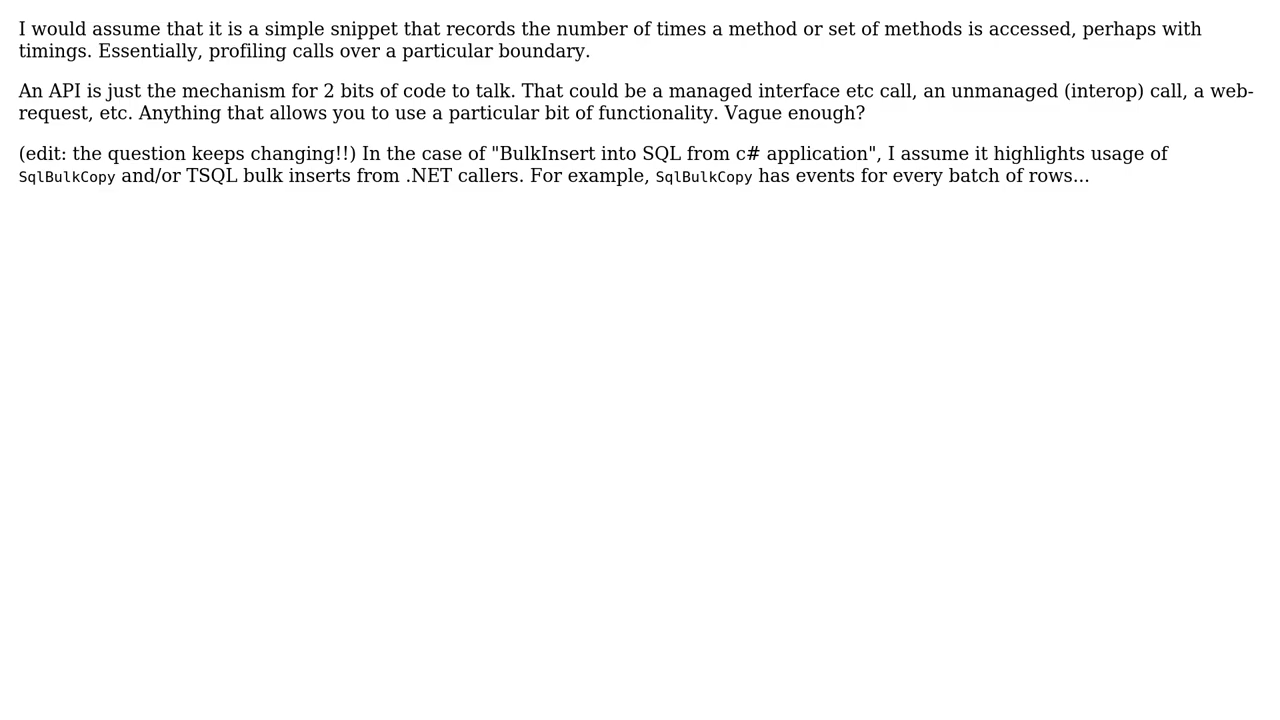 I would assume that it is a simple snippet that records the number of times a method or set of methods is accessed, perhaps with
timings. Essentially, profiling calls over a particular boundary.
An API is just the mechanism for 2 bits of code to talk. That could be a managed interface etc call, an unmanaged (interop) call, a web-
request, etc. Anything that allows you to use a particular bit of functionality. Vague enough?
(edit: the question keeps changing!!) In the case of "BulkInsert into SQL from c# application", I assume it highlights usage of
SqlBulkCopy and/or TSQL bulk inserts from .NET callers. For example, SqlBulkCopy has events for every batch of rows...